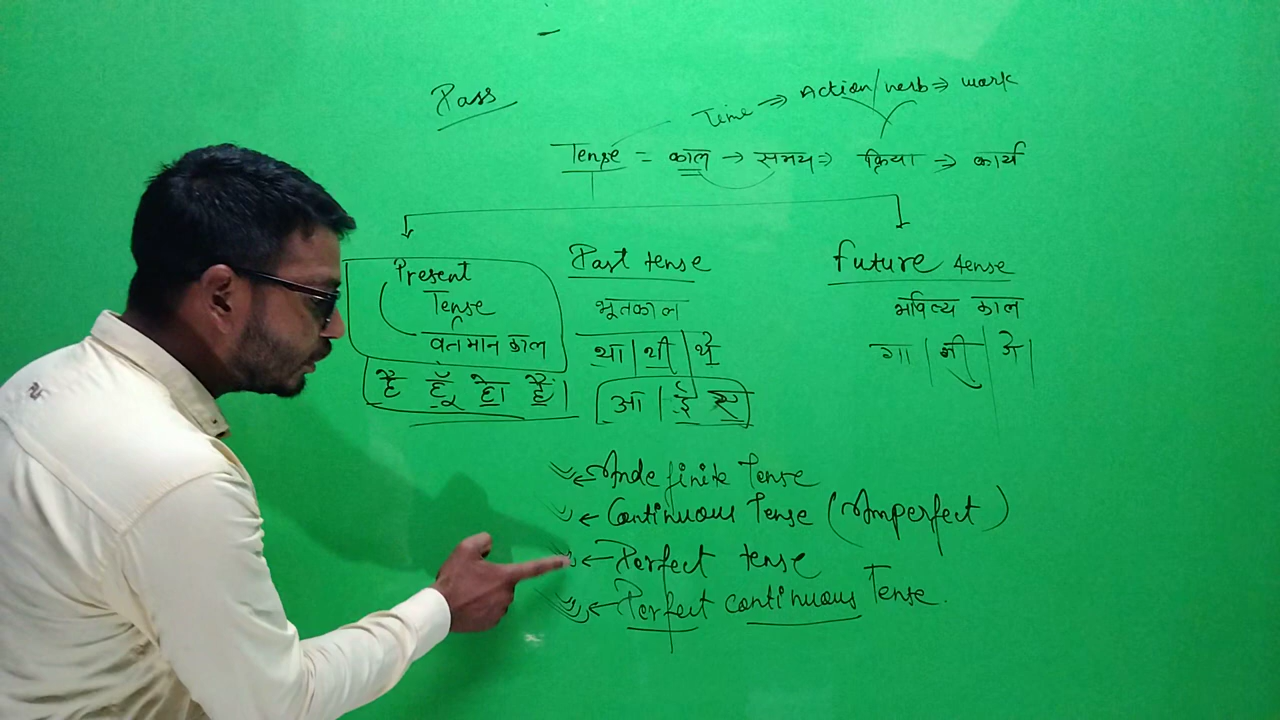 Pass
Time ⇒ Action/verb ⇒ work
Tense = काल → समय ⇒ क्रिया ⇒ कार्य
Present
Tense
वर्तमान काल
है हूँ हो हैं।
Past tense
भूतकाल
था | थी | थे
आ | ई ए
Future tense
भविष्य काल
गा | गी | गे |
← Indefinite Tense
← Continuous Tense (Imperfect)
← Perfect tense
← Perfect continuous Tense.